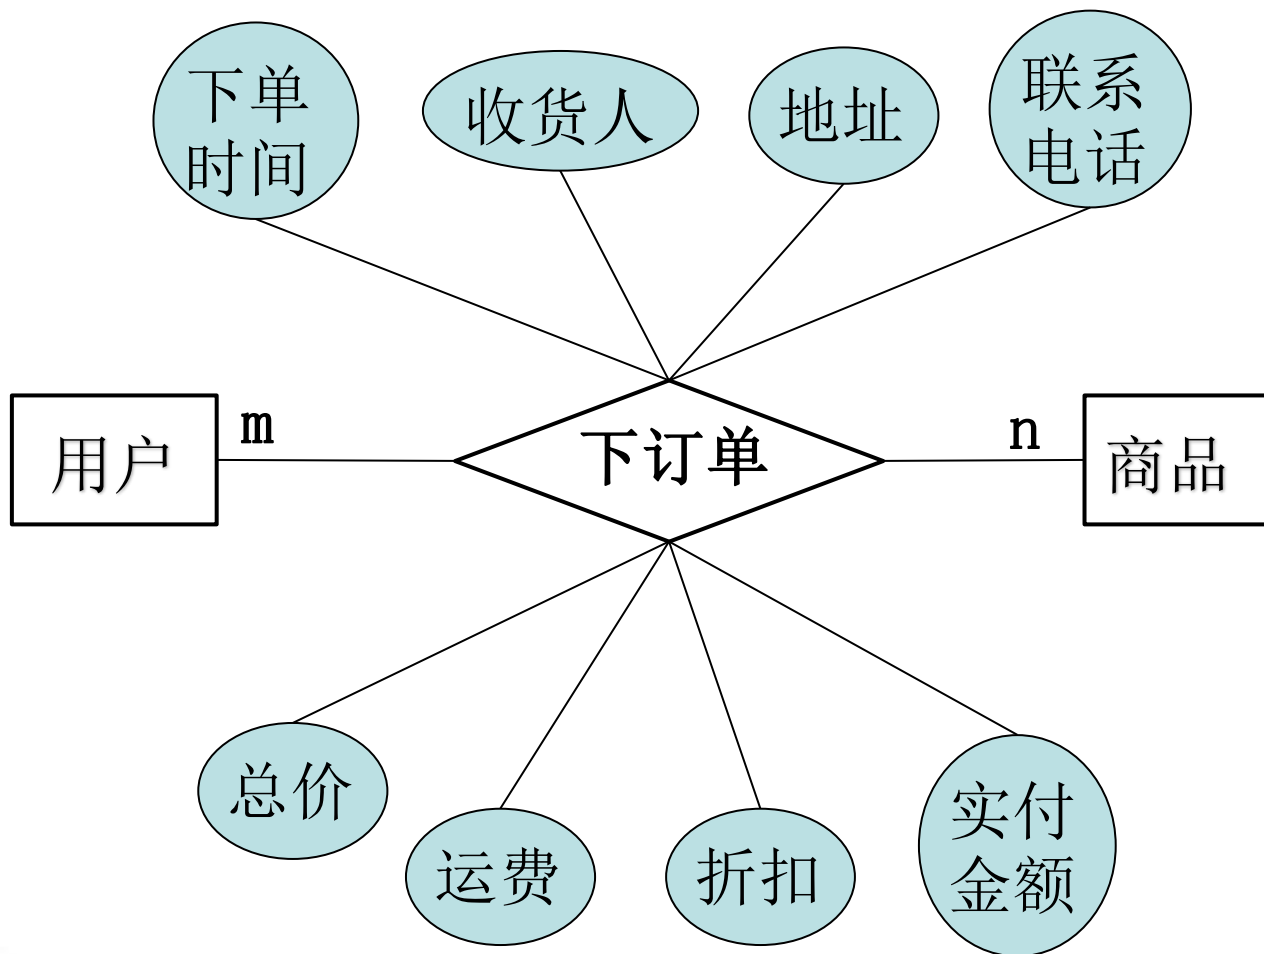 下单
时间
收货人
地址
联系
电话
用户
m
下订单
n
商品
总价
运费
折扣
实付
金额